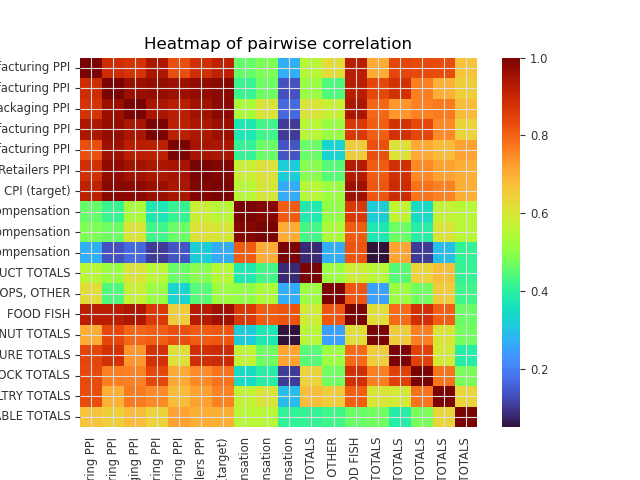 Heatmap of pairwise correlation
facturing PPI
facturing PPI
ackaging PPI
facturing PPI
facturing PPI
Retailers PPI
CPI (target)
ompensation
ompensation
ompensation
UCT TOTALS
OPS, OTHER
FOOD FISH
NUT TOTALS
URE TOTALS
OCK TOTALS
LTRY TOTALS
ABLE TOTALS
ring PPI
ring PPI
ging PPI
ring PPI
ring PPI
lers PPI
target)
nsation
nsation
nsation
TOTALS
OTHER
OD FISH
TOTALS
TOTALS
TOTALS
TOTALS
TOTALS
1.0
0.8
0.6
0.4
0.2